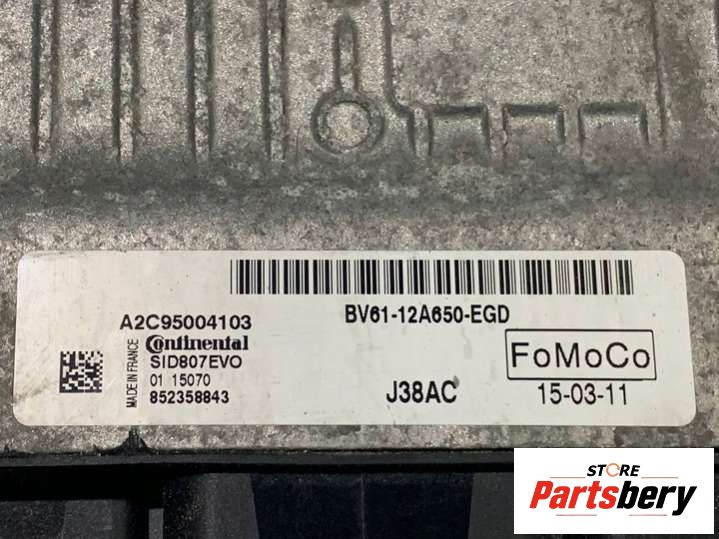 BV61-12A650-EGD
A2C95004103
Continental
SID807EVO
01 15070
852358843
MADE IN FRANCE
J38AC
FoMoCo
15-03-11
STORE
Partsbery